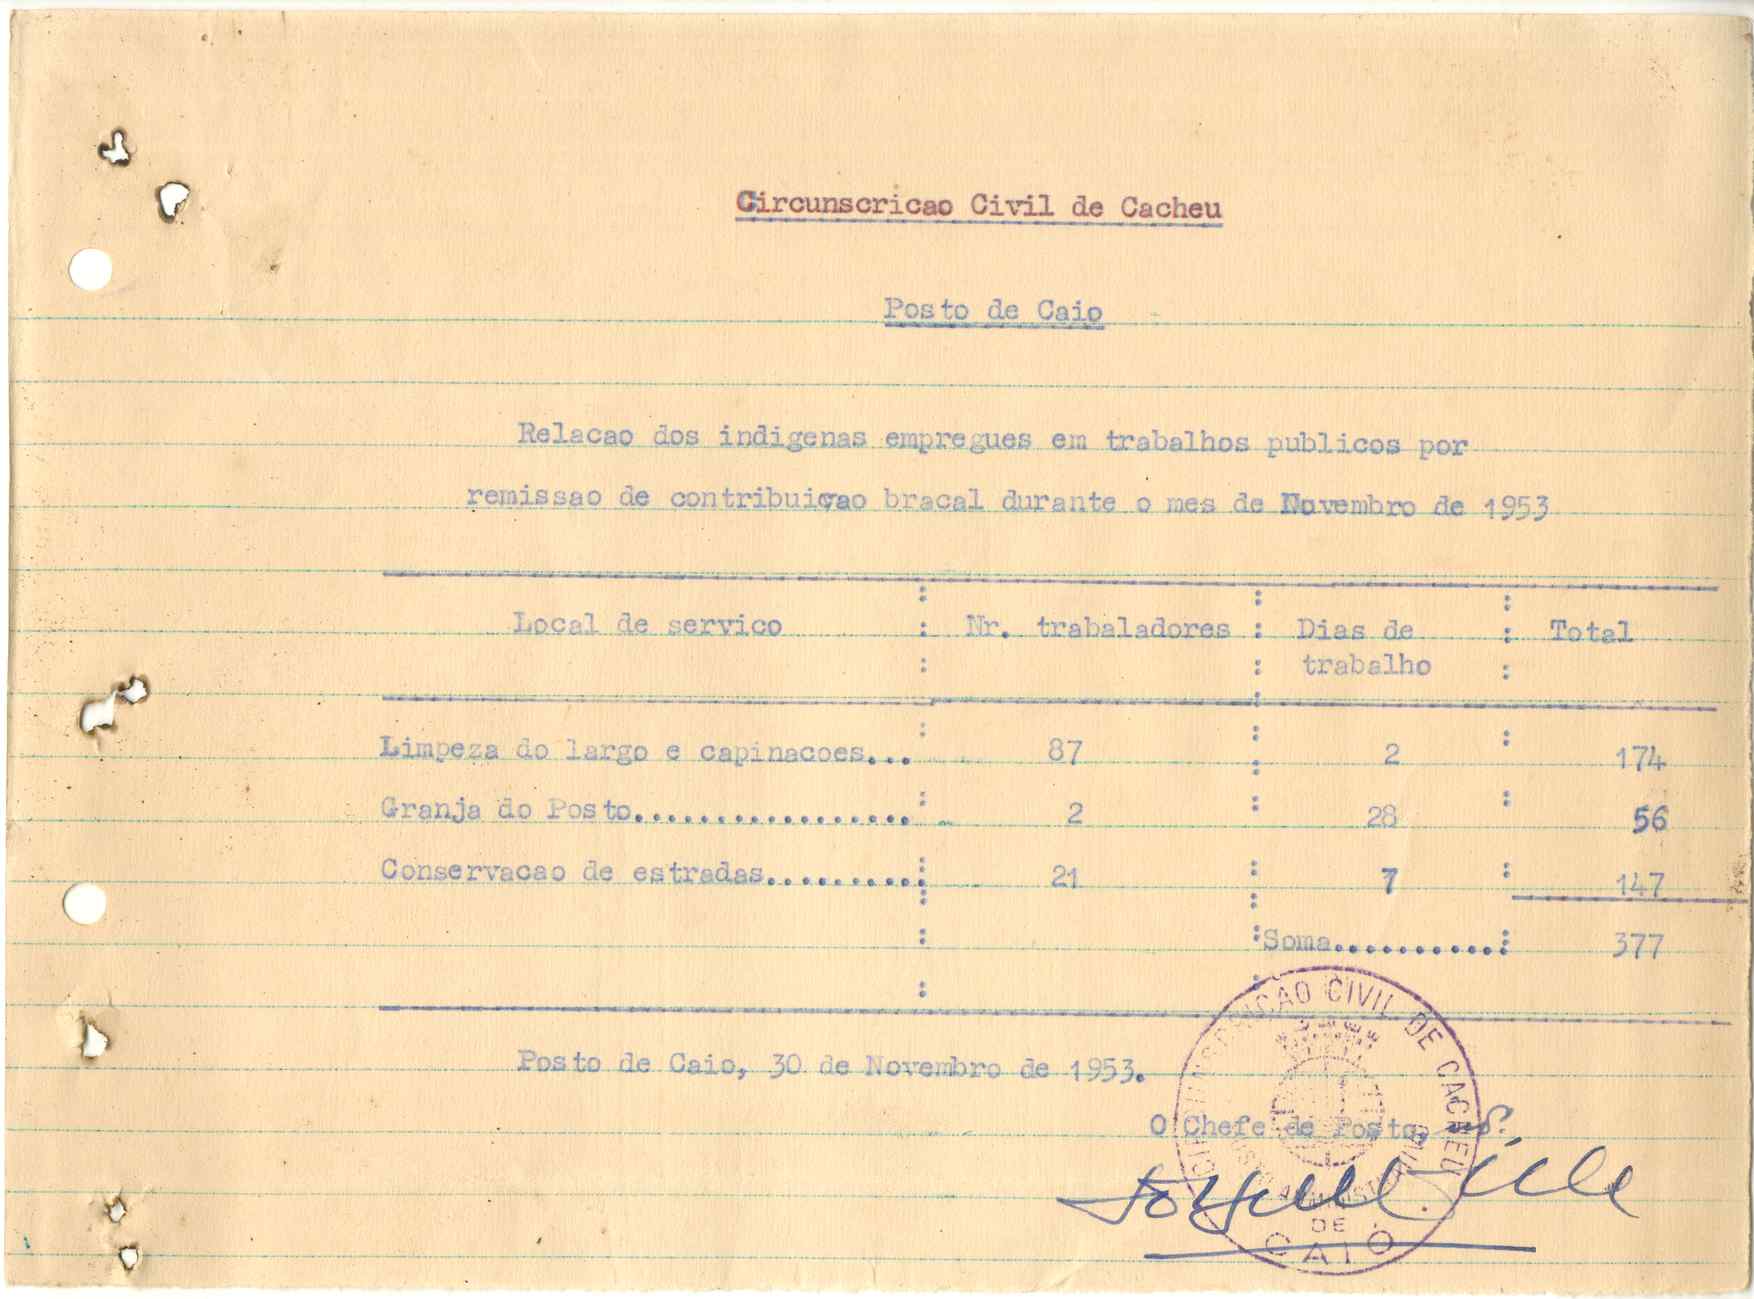 Circunscricao Civil de Cacheu
Posto de Caio
Relacao dos indigenas empregues em trabalhos publicos por
remissao de contribuiçao bracal durante o mes de Novembro de 1953
Local de servico : Nr. trabaladores : Dias de : Total
trabalho
Limpeza do largo e capinacoes... 87 : 2 : 174
Granja do Posto................. 2 : 28 : 56
Conservacao de estradas.......... 21 : 7 : 147
Soma........... 377
Posto de Caio, 30 de Novembro de 1953.
O Chefe de Posto,
CIRCUNSCRIÇÃO CIVIL DE CACHEU
DE
CAIÓ